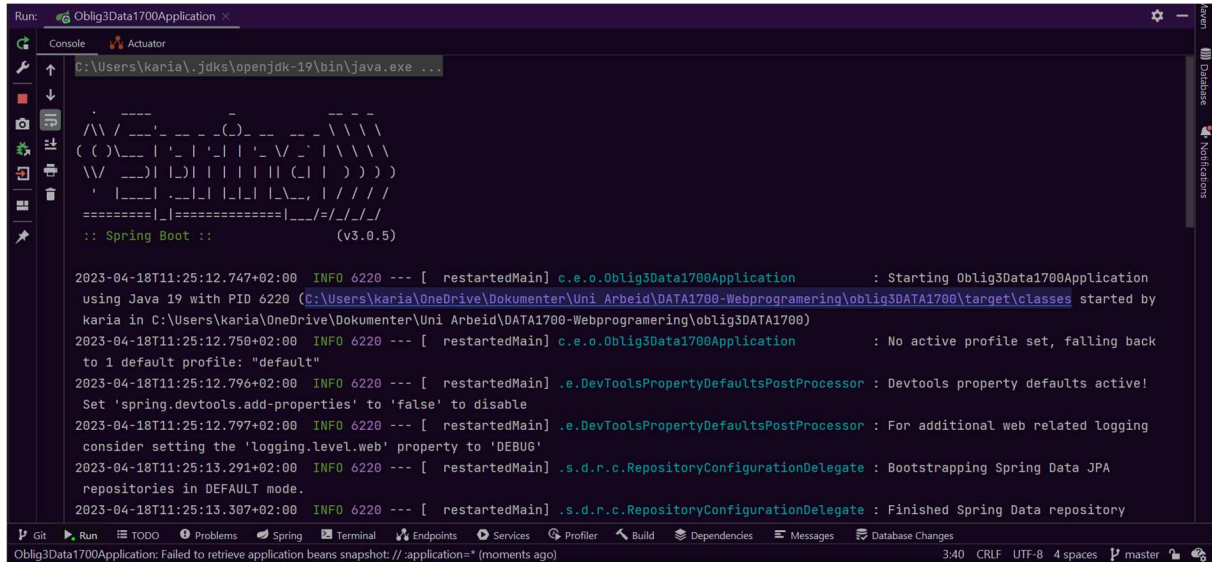 Run: Oblig3Data1700Application ×
Console Actuator
C:\Users\karia\.jdks\openjdk-19\bin\java.exe ...
  .   ____          _            __ _ _
 /\\ / ___'_ __ _ _(_)_ __  __ _ \ \ \ \
( ( )\___ | '_ | '_| | '_ \/ _` | \ \ \ \
 \\/  ___)| |_)| | | | | || (_| |  ) ) ) )
  '  |____| .__|_| |_|_| |_\__, | / / / /
 =========|_|==============|___/=/_/_/_/
 :: Spring Boot ::                (v3.0.5)
2023-04-18T11:25:12.747+02:00  INFO 6220 --- [  restartedMain] c.e.o.Oblig3Data1700Application          : Starting Oblig3Data1700Application
using Java 19 with PID 6220 (C:\Users\karia\OneDrive\Dokumenter\Uni Arbeid\DATA1700-Webprogramering\oblig3DATA1700\target\classes started by
karia in C:\Users\karia\OneDrive\Dokumenter\Uni Arbeid\DATA1700-Webprogramering\oblig3DATA1700)
2023-04-18T11:25:12.750+02:00  INFO 6220 --- [  restartedMain] c.e.o.Oblig3Data1700Application          : No active profile set, falling back
to 1 default profile: "default"
2023-04-18T11:25:12.796+02:00  INFO 6220 --- [  restartedMain] .e.DevToolsPropertyDefaultsPostProcessor : Devtools property defaults active!
Set 'spring.devtools.add-properties' to 'false' to disable
2023-04-18T11:25:12.797+02:00  INFO 6220 --- [  restartedMain] .e.DevToolsPropertyDefaultsPostProcessor : For additional web related logging
consider setting the 'logging.level.web' property to 'DEBUG'
2023-04-18T11:25:13.291+02:00  INFO 6220 --- [  restartedMain] .s.d.r.c.RepositoryConfigurationDelegate : Bootstrapping Spring Data JPA
repositories in DEFAULT mode.
2023-04-18T11:25:13.307+02:00  INFO 6220 --- [  restartedMain] .s.d.r.c.RepositoryConfigurationDelegate : Finished Spring Data repository
Maven
Database
Notifications
Git Run TODO Problems Spring Terminal Endpoints Services Profiler Build Dependencies Messages Database Changes
Oblig3Data1700Application: Failed to retrieve application beans snapshot: // :application=* (moments ago) 3:40 CRLF UTF-8 4 spaces master